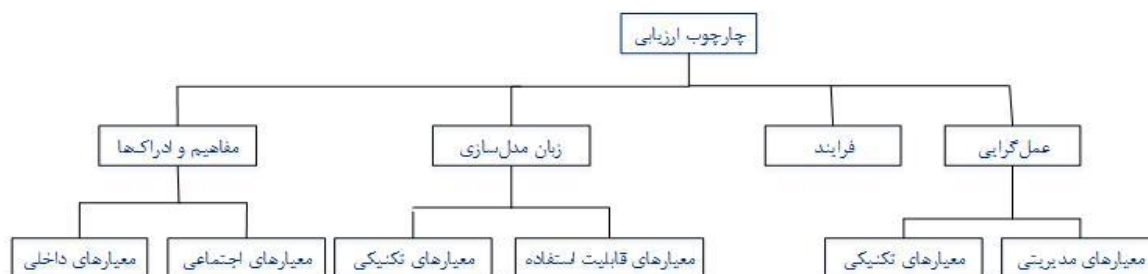 چارچوب ارزیابی
عمل‌گرایی
فرایند
زبان مدل‌سازی
مفاهیم و ادراک‌ها
معیارهای مدیریتی
معیارهای تکنیکی
معیارهای قابلیت استفاده
معیارهای تکنیکی
معیارهای اجتماعی
معیارهای داخلی